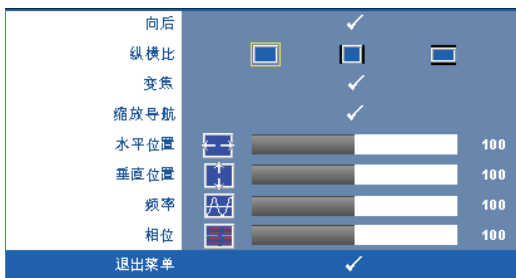 向后
纵横比
变焦
缩放导航
水平位置 100
垂直位置 100
频率 100
相位 100
退出菜单